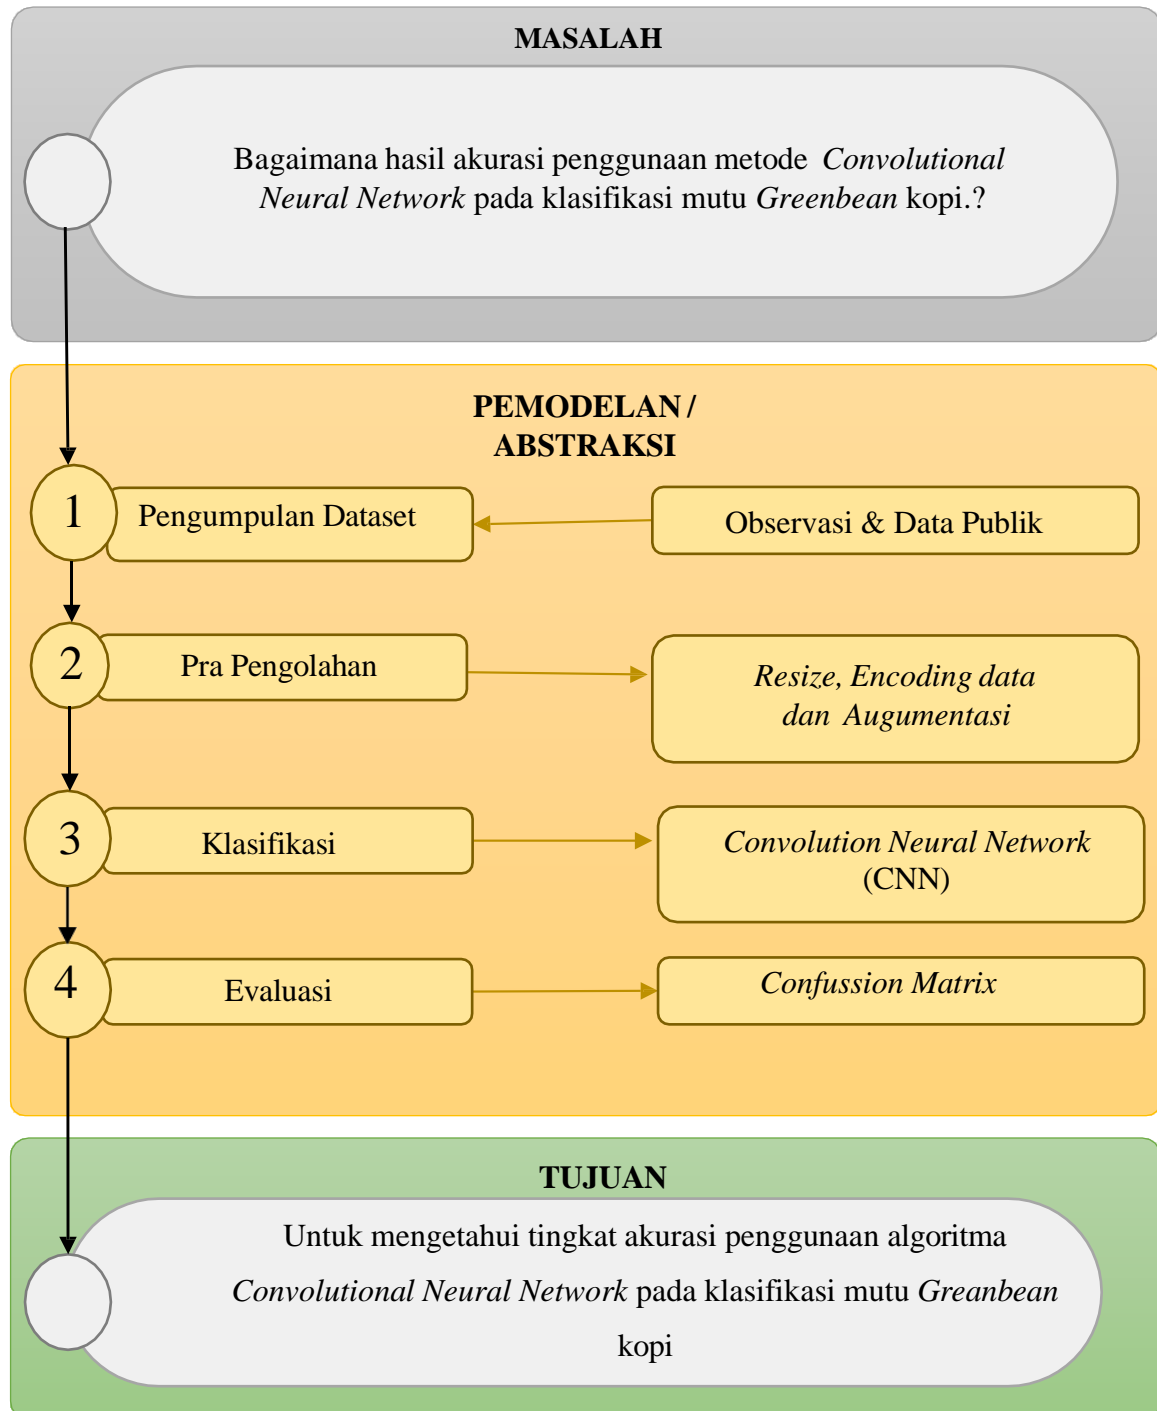 MASALAH
Bagaimana hasil akurasi penggunaan metode Convolutional
Neural Network pada klasifikasi mutu Greenbean kopi.?
PEMODELAN /
ABSTRAKSI
1
Pengumpulan Dataset
Observasi & Data Publik
2
Pra Pengolahan
Resize, Encoding data
dan Augumentasi
3
Klasifikasi
Convolution Neural Network
(CNN)
4
Evaluasi
Confussion Matrix
TUJUAN
Untuk mengetahui tingkat akurasi penggunaan algoritma
Convolutional Neural Network pada klasifikasi mutu Greanbean
kopi